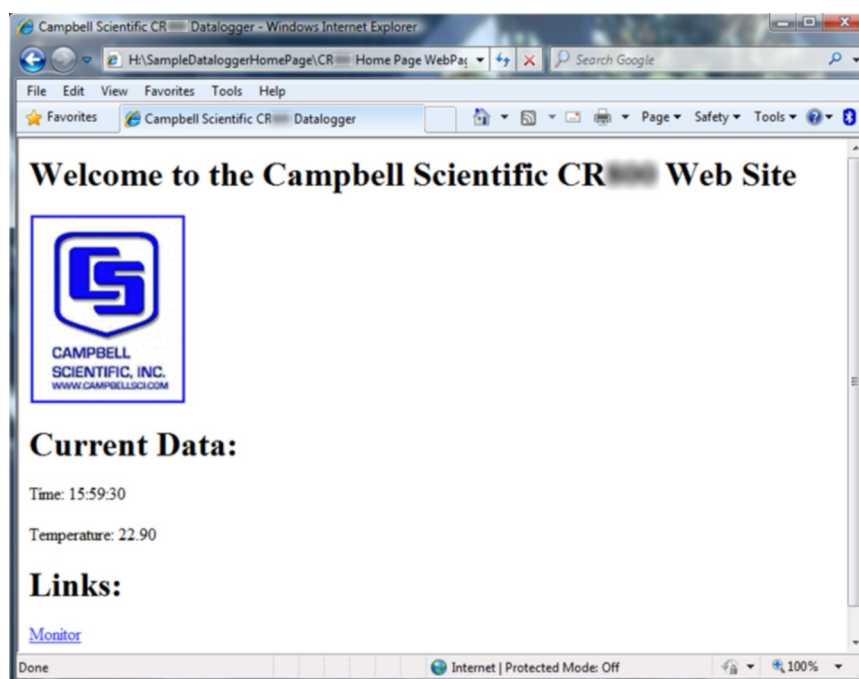 Campbell Scientific CR Datalogger - Windows Internet Explorer
H:\SampleDataloggerHomePage\CR Home Page WebPag
Search Google
File Edit View Favorites Tools Help
Favorites Campbell Scientific CR Datalogger Page Safety Tools
Welcome to the Campbell Scientific CR Web Site
CS
CAMPBELL
SCIENTIFIC, INC.
WWW.CAMPBELLSCI.COM
Current Data:
Time: 15:59:30
Temperature: 22.90
Links:
Monitor
Done Internet | Protected Mode: Off 100%